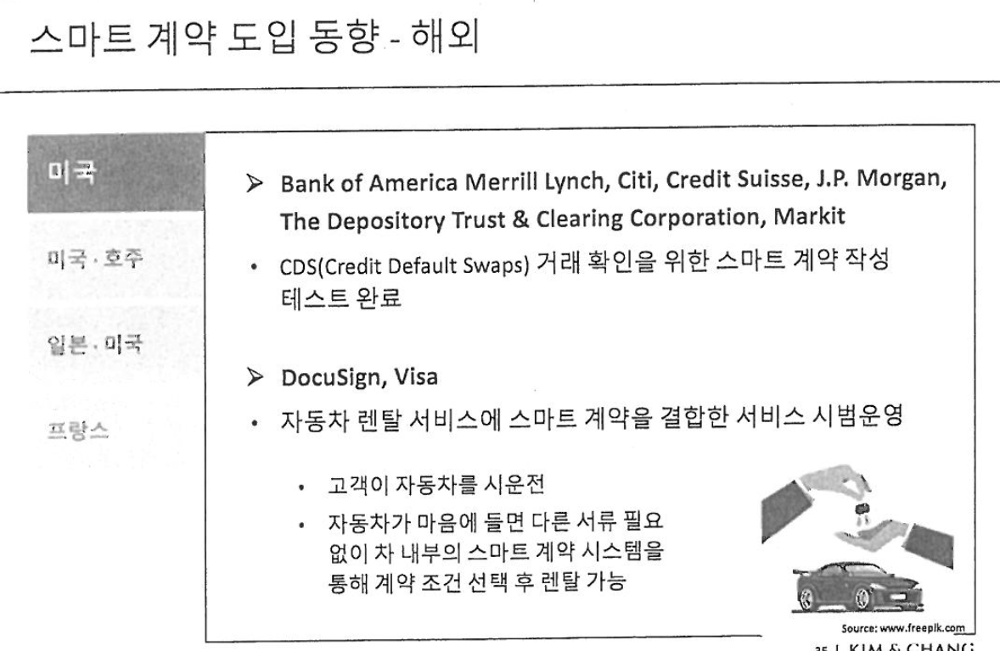 스마트 계약 도입 동향 - 해외
미국
미국·호주
일본·미국
프랑스
➢ Bank of America Merrill Lynch, Citi, Credit Suisse, J.P. Morgan,
The Depository Trust & Clearing Corporation, Markit
• CDS(Credit Default Swaps) 거래 확인을 위한 스마트 계약 작성
테스트 완료
➢ DocuSign, Visa
• 자동차 렌탈 서비스에 스마트 계약을 결합한 서비스 시범운영
• 고객이 자동차를 시운전
• 자동차가 마음에 들면 다른 서류 필요
없이 차 내부의 스마트 계약 시스템을
통해 계약 조건 선택 후 렌탈 가능
Source: www.freepik.com
KIM & CHANG